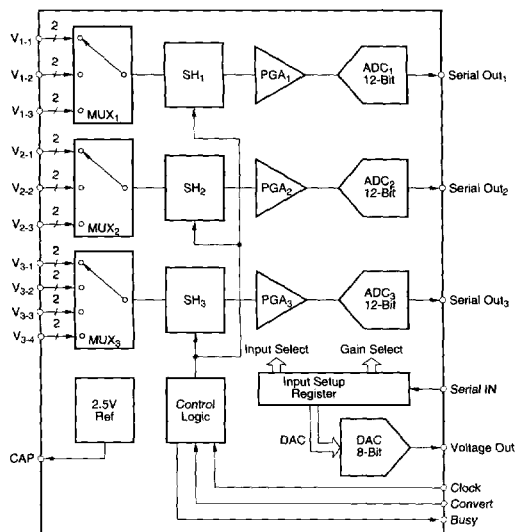 V1-1 2
V1-2 2
V1-3 2
MUX1
SH1
PGA1
ADC1
12-Bit
Serial Out1
V2-1 2
V2-2 2
V2-3 2
MUX2
SH2
PGA2
ADC2
12-Bit
Serial Out2
V3-1 2
V3-2 2
V3-3 2
V3-4 2
MUX3
SH3
PGA3
ADC3
12-Bit
Serial Out3
Input Select
Gain Select
Input Setup
Register
Serial IN
2.5V
Ref
Control
Logic
DAC
DAC
8-Bit
Voltage Out
CAP
Clock
Convert
Busy